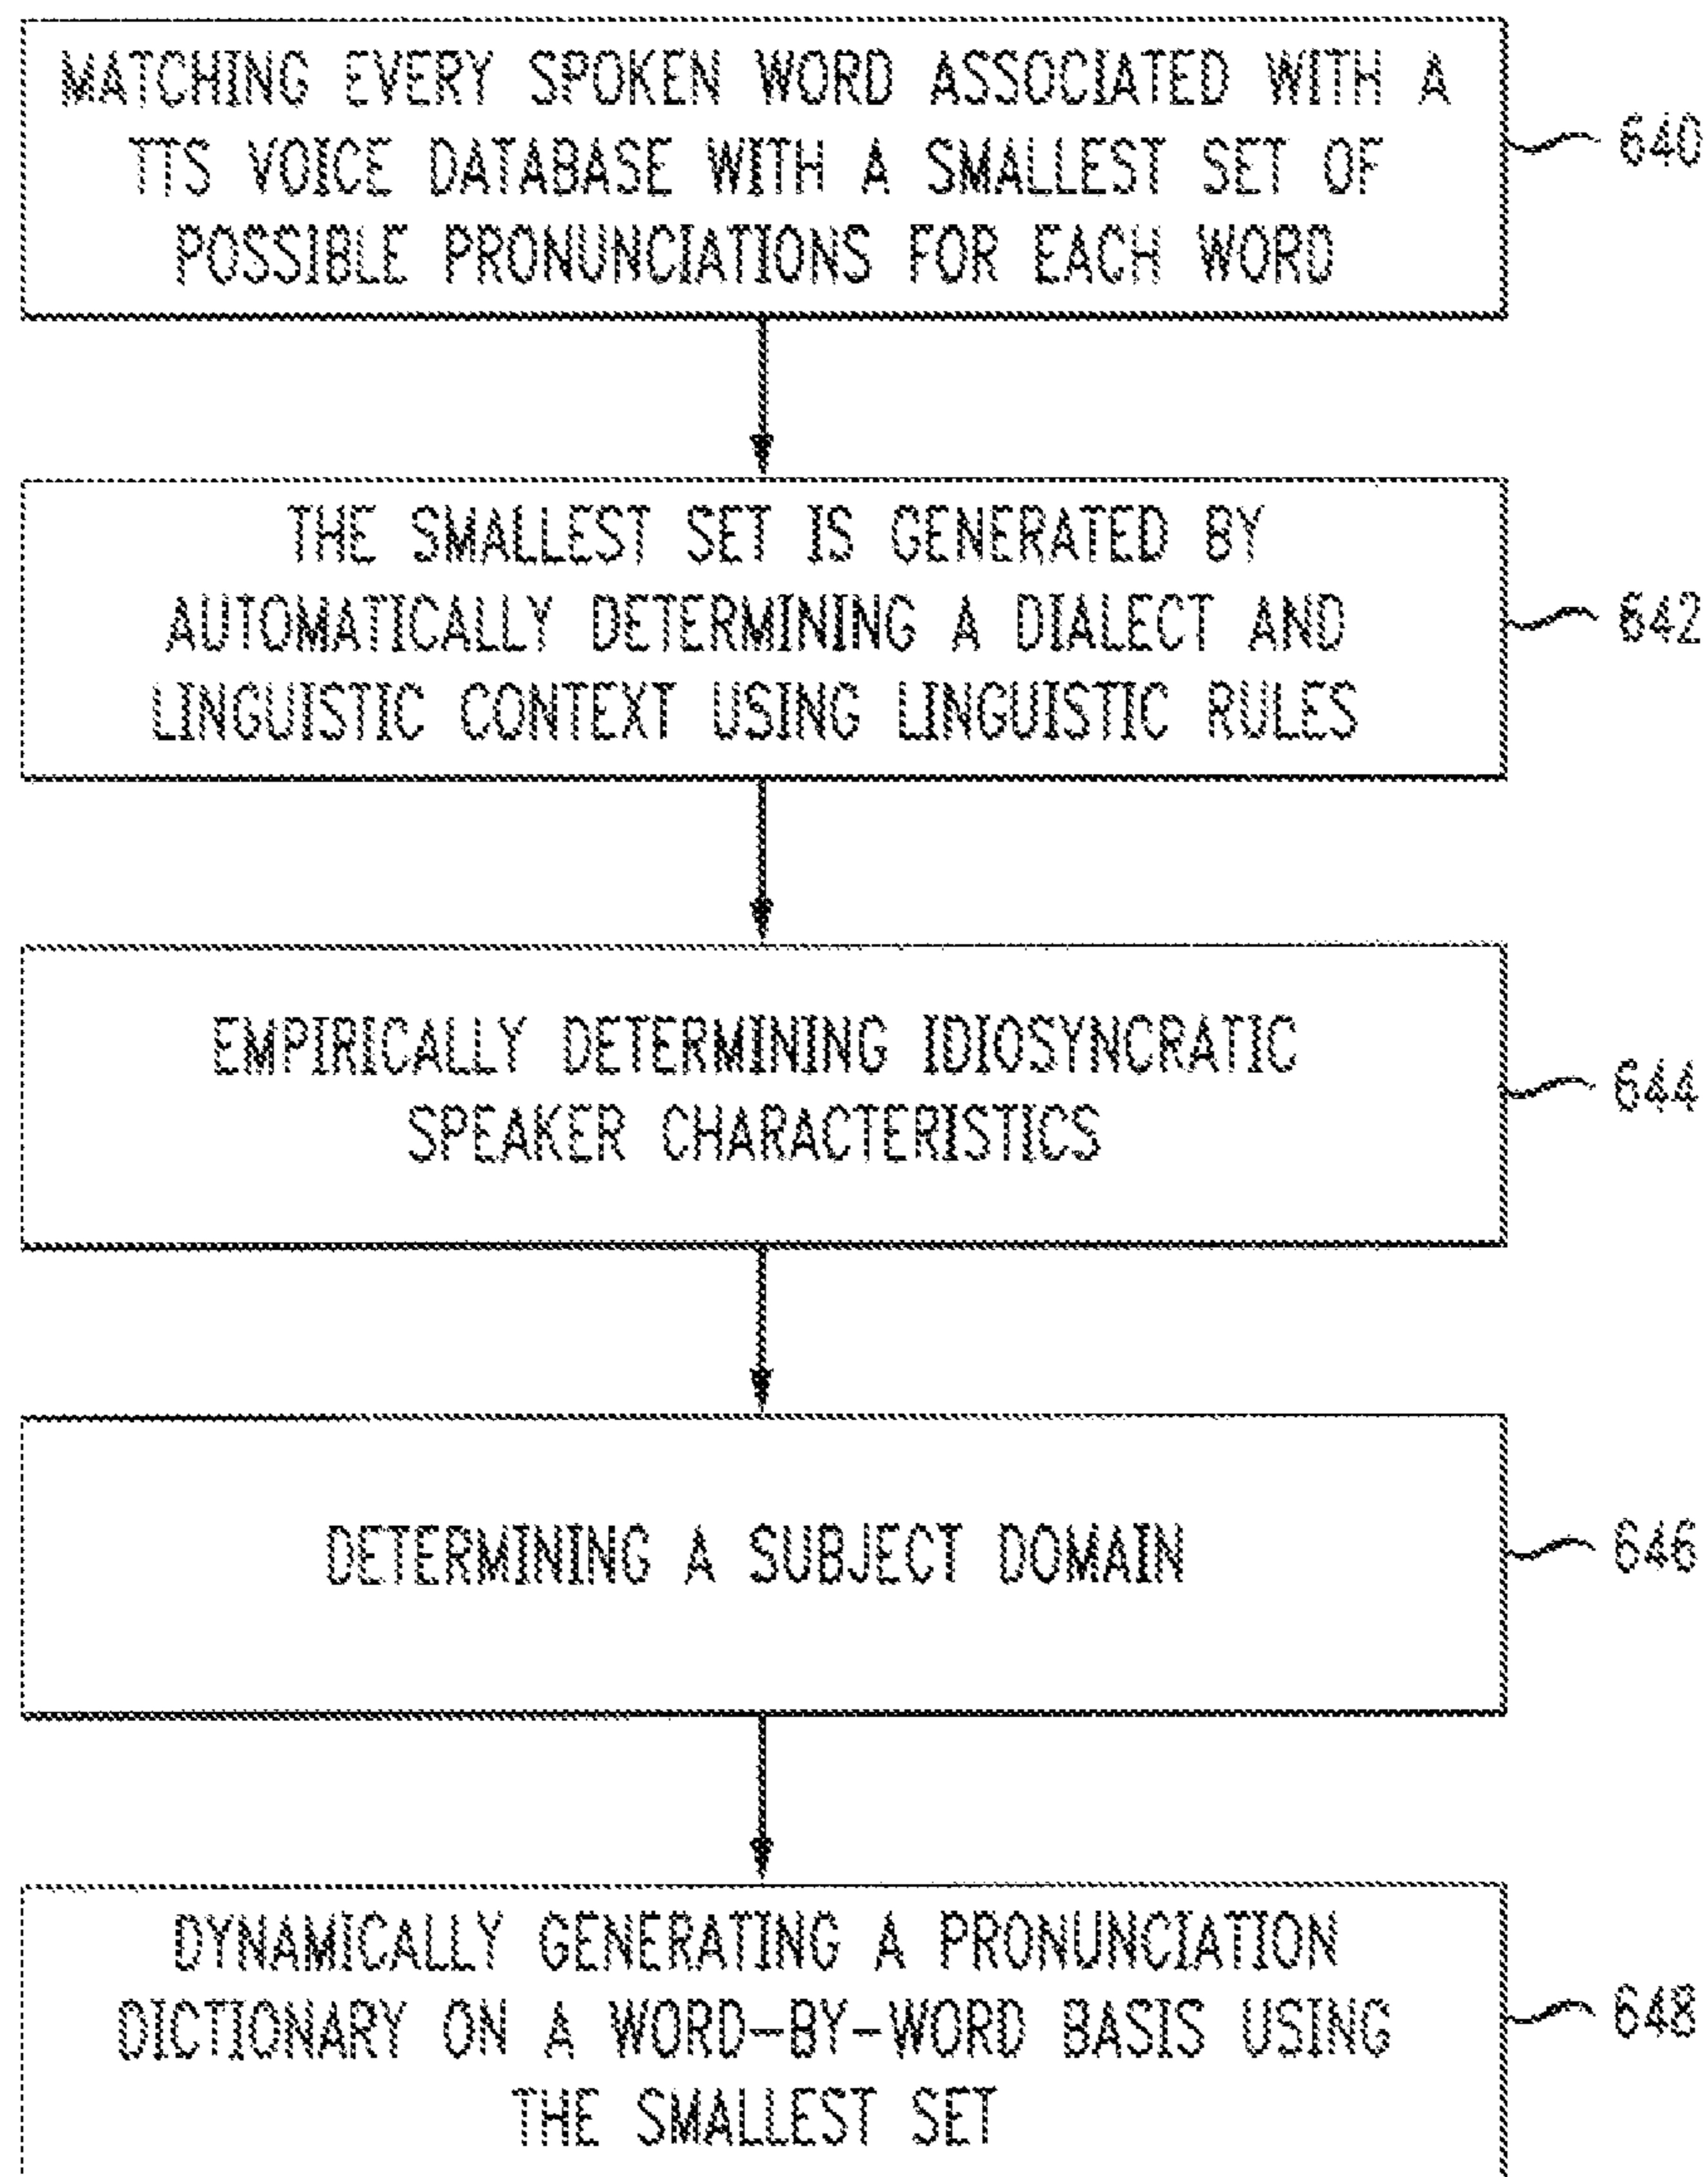 MATCHING EVERY SPOKEN WORD ASSOCIATED WITH A
TTS VOICE DATABASE WITH A SMALLEST SET OF
POSSIBLE PRONUNCIATIONS FOR EACH WORD
640
THE SMALLEST SET IS GENERATED BY
AUTOMATICALLY DETERMINING A DIALECT AND
LINGUISTIC CONTEXT USING LINGUISTIC RULES
642
EMPIRICALLY DETERMINING IDIOSYNCRATIC
SPEAKER CHARACTERISTICS
644
DETERMINING A SUBJECT DOMAIN
646
DYNAMICALLY GENERATING A PRONUNCIATION
DICTIONARY ON A WORD-BY-WORD BASIS USING
THE SMALLEST SET
648